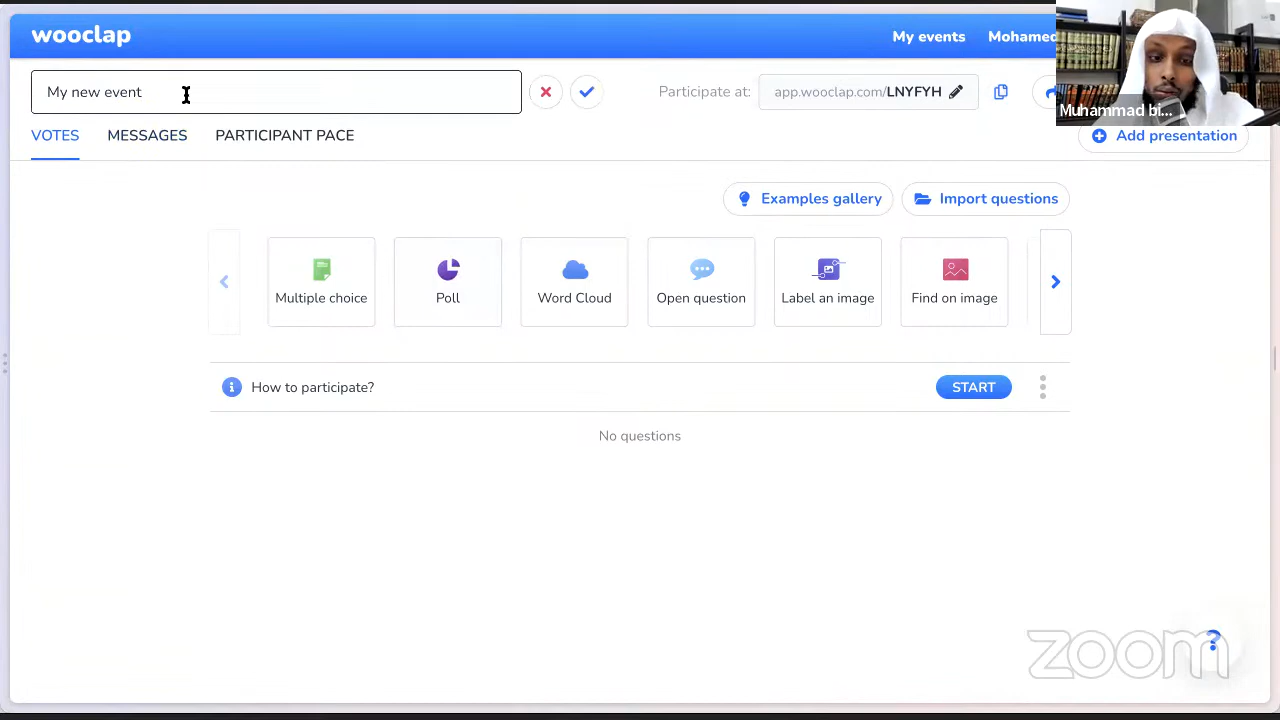 wooclap
My events Mohamed
My new event
Participate at: app.wooclap.com/LNYFYH
Muhammad bi...
VOTES MESSAGES PARTICIPANT PACE
Add presentation
Examples gallery Import questions
Multiple choice Poll Word Cloud Open question Label an image Find on image
How to participate? START
No questions
zoom